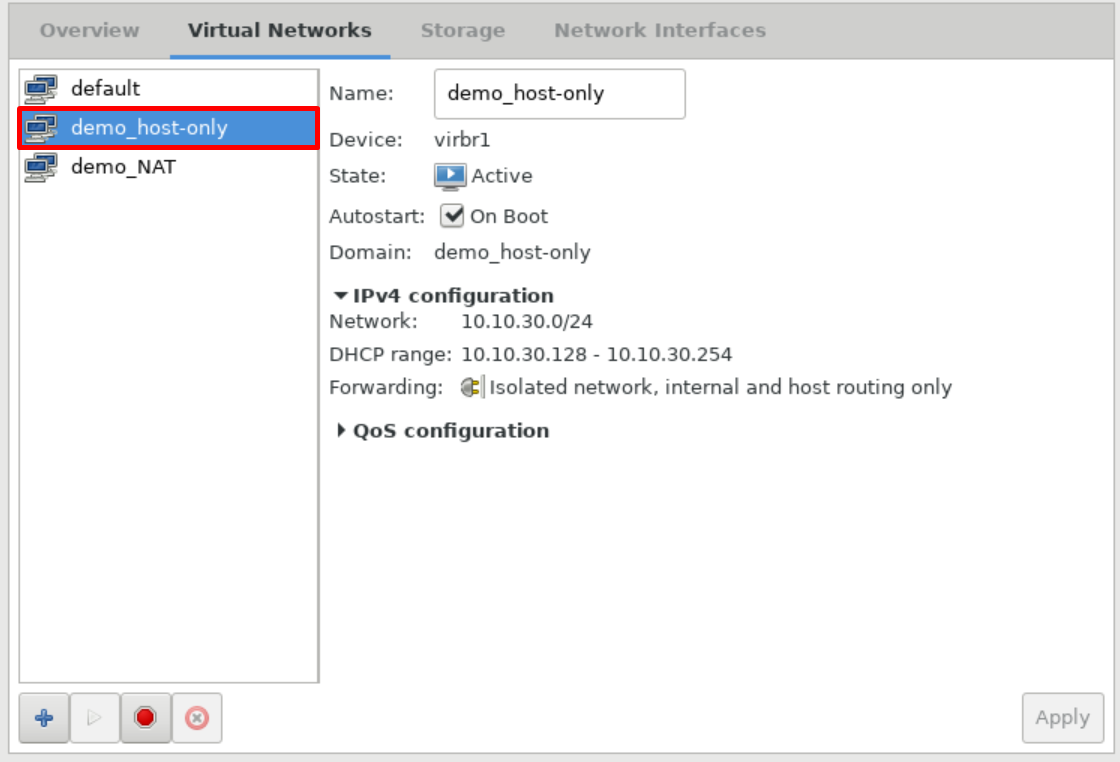 Overview Virtual Networks Storage Network Interfaces
default
demo_host-only
demo_NAT
Name: demo_host-only
Device: virbr1
State: Active
Autostart: On Boot
Domain: demo_host-only
IPv4 configuration
Network: 10.10.30.0/24
DHCP range: 10.10.30.128 - 10.10.30.254
Forwarding: Isolated network, internal and host routing only
QoS configuration
Apply